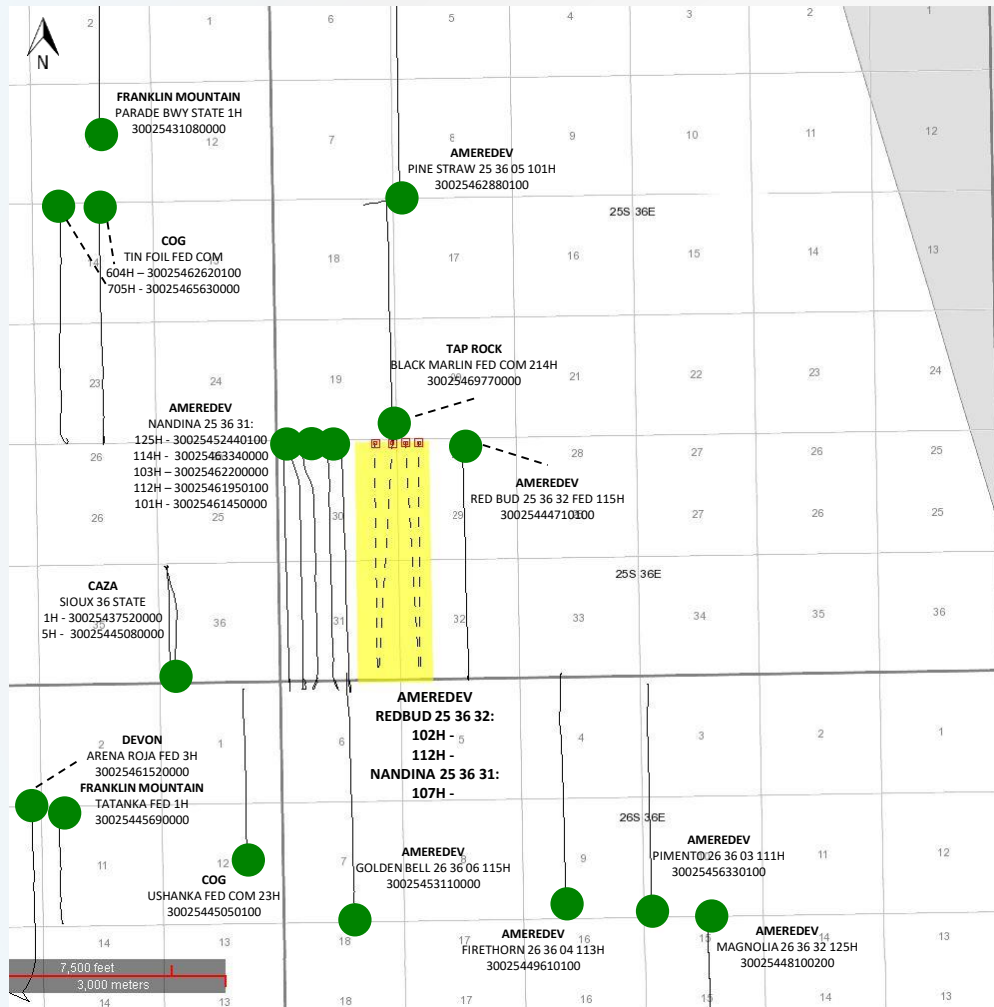 2 1 6 5 4 3 2 1
N
FRANKLIN MOUNTAIN
PARADE BWY STATE 1H
30025431080000
12 7 8 9 10 11 12
AMEREDEV
PINE STRAW 25 36 05 101H
30025462880100
25S 36E
COG
TIN FOIL FED COM
604H – 30025462620100
705H - 30025465630000
14 18 17 16 15 14 13
TAP ROCK
BLACK MARLIN FED COM 214H
30025469770000
23 24 19 20 21 22 23 24
AMEREDEV
NANDINA 25 36 31:
125H - 30025452440100
114H - 30025463340000
103H – 30025462200000
112H – 30025461950100
101H - 30025461450000
26 28 27 26 25
AMEREDEV
RED BUD 25 36 32 FED 115H
30025444710100
26 25 30 29 27 26 25
25S 36E
CAZA
SIOUX 36 STATE
1H - 30025437520000
5H - 30025445080000
35 36 31 32 33 34 35 36
AMEREDEV
REDBUD 25 36 32:
102H -
112H -
NANDINA 25 36 31:
107H -
2 1 6 5 4 3 2 1
DEVON
ARENA ROJA FED 3H
30025461520000
FRANKLIN MOUNTAIN
TATANKA FED 1H
30025445690000
26S 36E
11 12 7 8 9 10 11 12
COG
USHANKA FED COM 23H
30025445050100
AMEREDEV
GOLDEN BELL 26 36 06 115H
30025453110000
AMEREDEV
PIMENTO 26 36 03 111H
30025456330100
14 13 18 17 15 14 13
AMEREDEV
FIRETHORN 26 36 04 113H
30025449610100
AMEREDEV
MAGNOLIA 26 36 32 125H
30025448100200
7,500 feet
3,000 meters
14 13 18 17 16 15 14 13